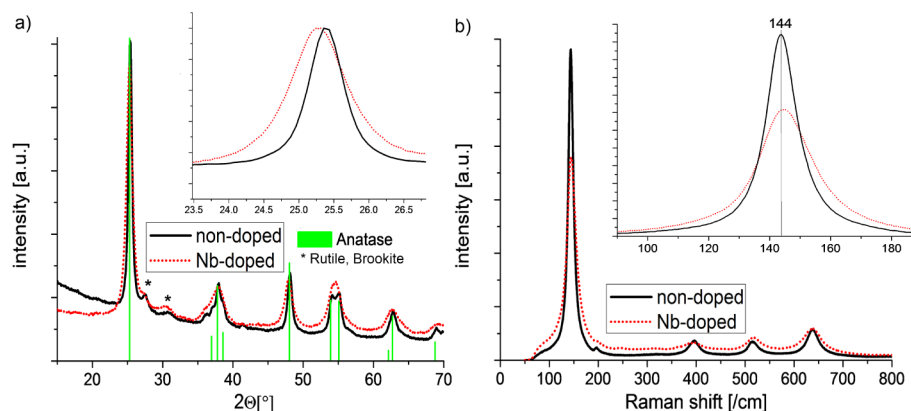 a)
intensity [a.u.]
23.5 24.0 24.5 25.0 25.5 26.0 26.5
non-doped
Nb-doped
Anatase
* Rutile, Brookite
*
*
20 30 40 50 60 70
2Θ[°]
b)
intensity [a.u.]
144
100 120 140 160 180
non-doped
Nb-doped
0 100 200 300 400 500 600 700 800
Raman shift [/cm]